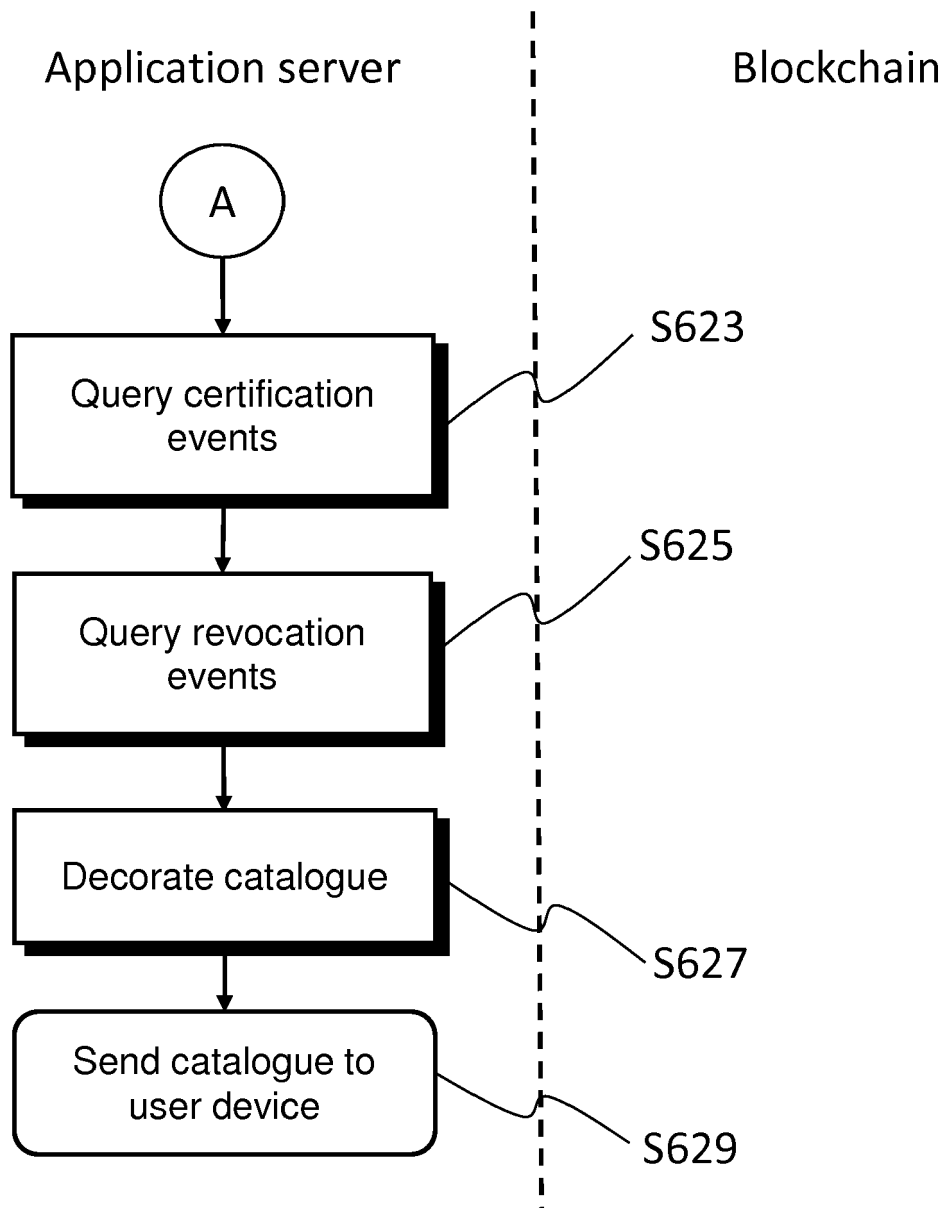 Application server
Blockchain
A
S623
Query certification
events
S625
Query revocation
events
Decorate catalogue
S627
Send catalogue to
user device
S629